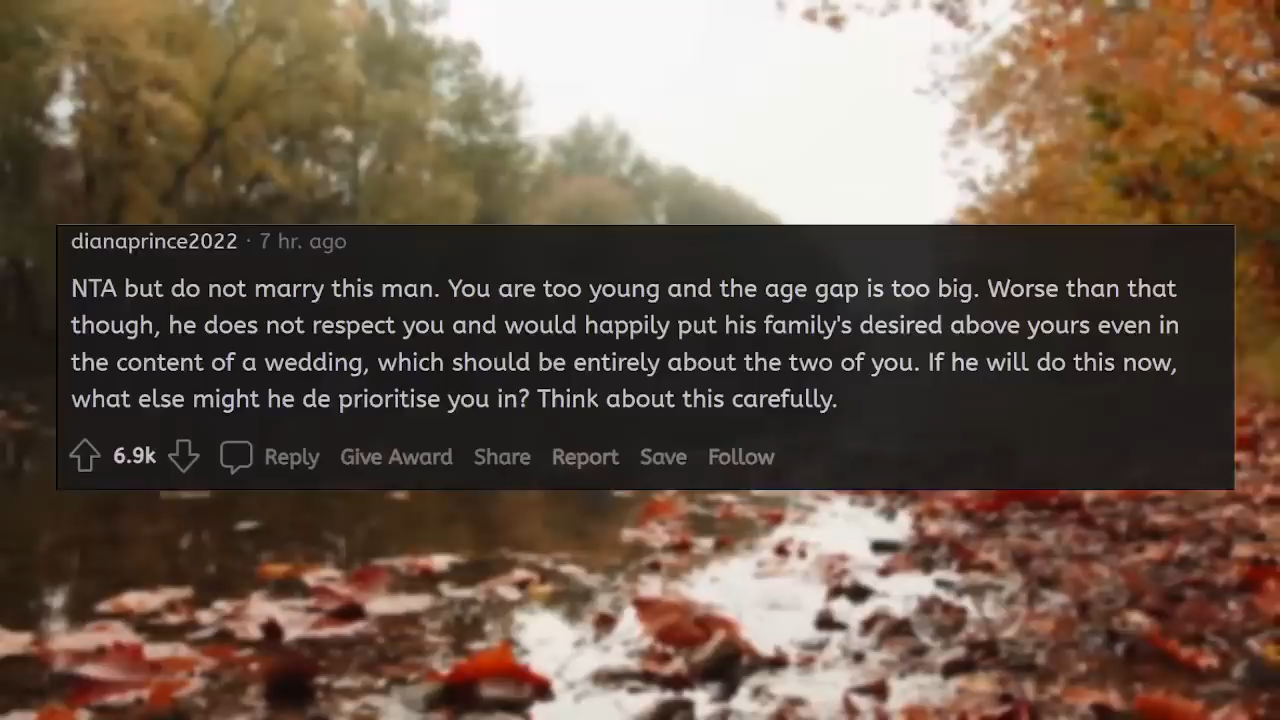 dianaprince2022 · 7 hr. ago
NTA but do not marry this man. You are too young and the age gap is too big. Worse than that
though, he does not respect you and would happily put his family's desired above yours even in
the content of a wedding, which should be entirely about the two of you. If he will do this now,
what else might he de prioritise you in? Think about this carefully.
6.9k Reply Give Award Share Report Save Follow